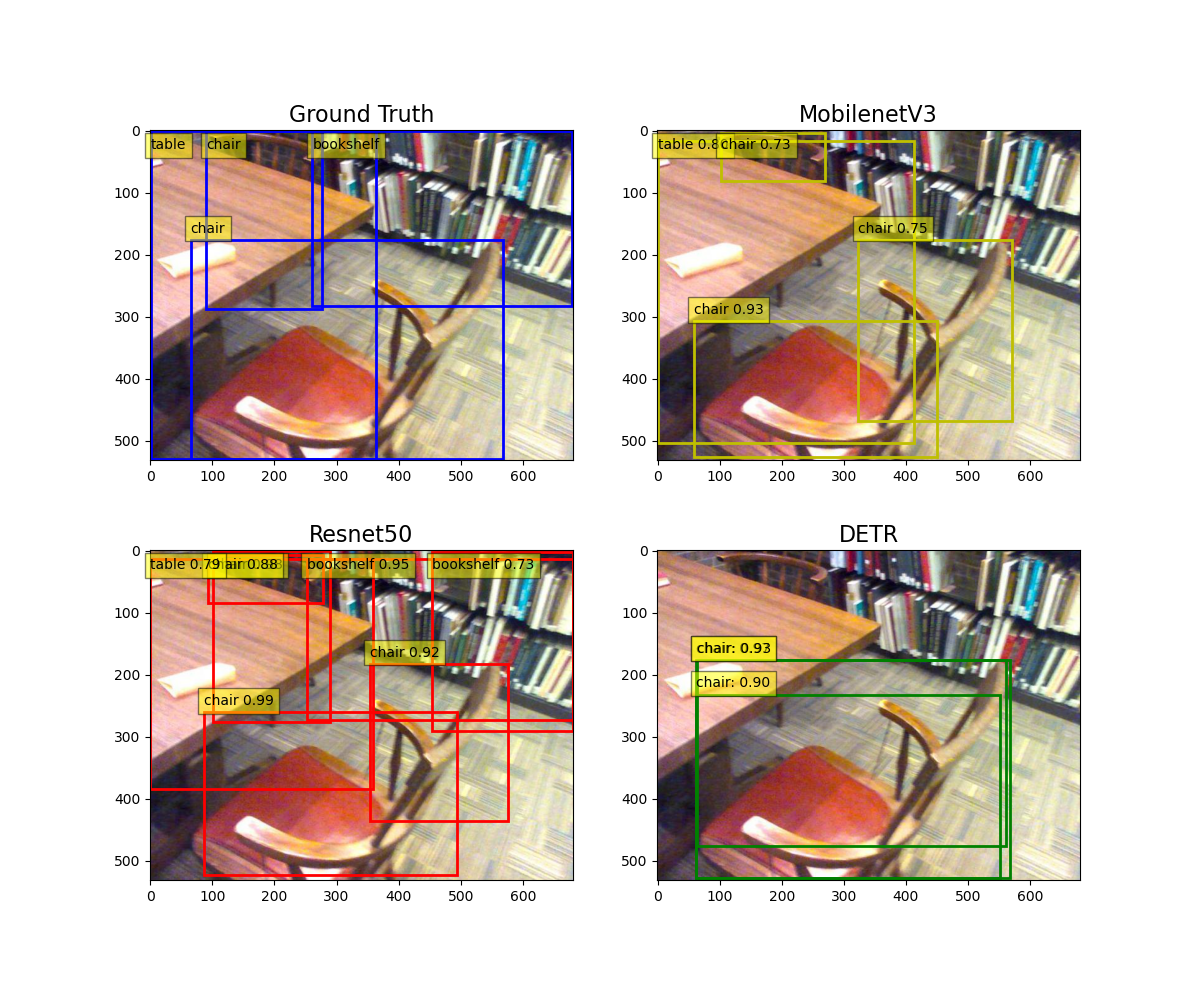 Ground Truth
MobilenetV3
0
100
200
300
400
500
table
chair
bookshelf
chair
0 100 200 300 400 500 600
0
100
200
300
400
500
table 0.8
chair 0.73
chair 0.75
chair 0.93
0 100 200 300 400 500 600
Resnet50
DETR
0
100
200
300
400
500
table 0.79
chair 0.88
bookshelf 0.95
bookshelf 0.73
chair 0.92
chair 0.99
0 100 200 300 400 500 600
0
100
200
300
400
500
chair: 0.93
chair: 0.90
0 100 200 300 400 500 600